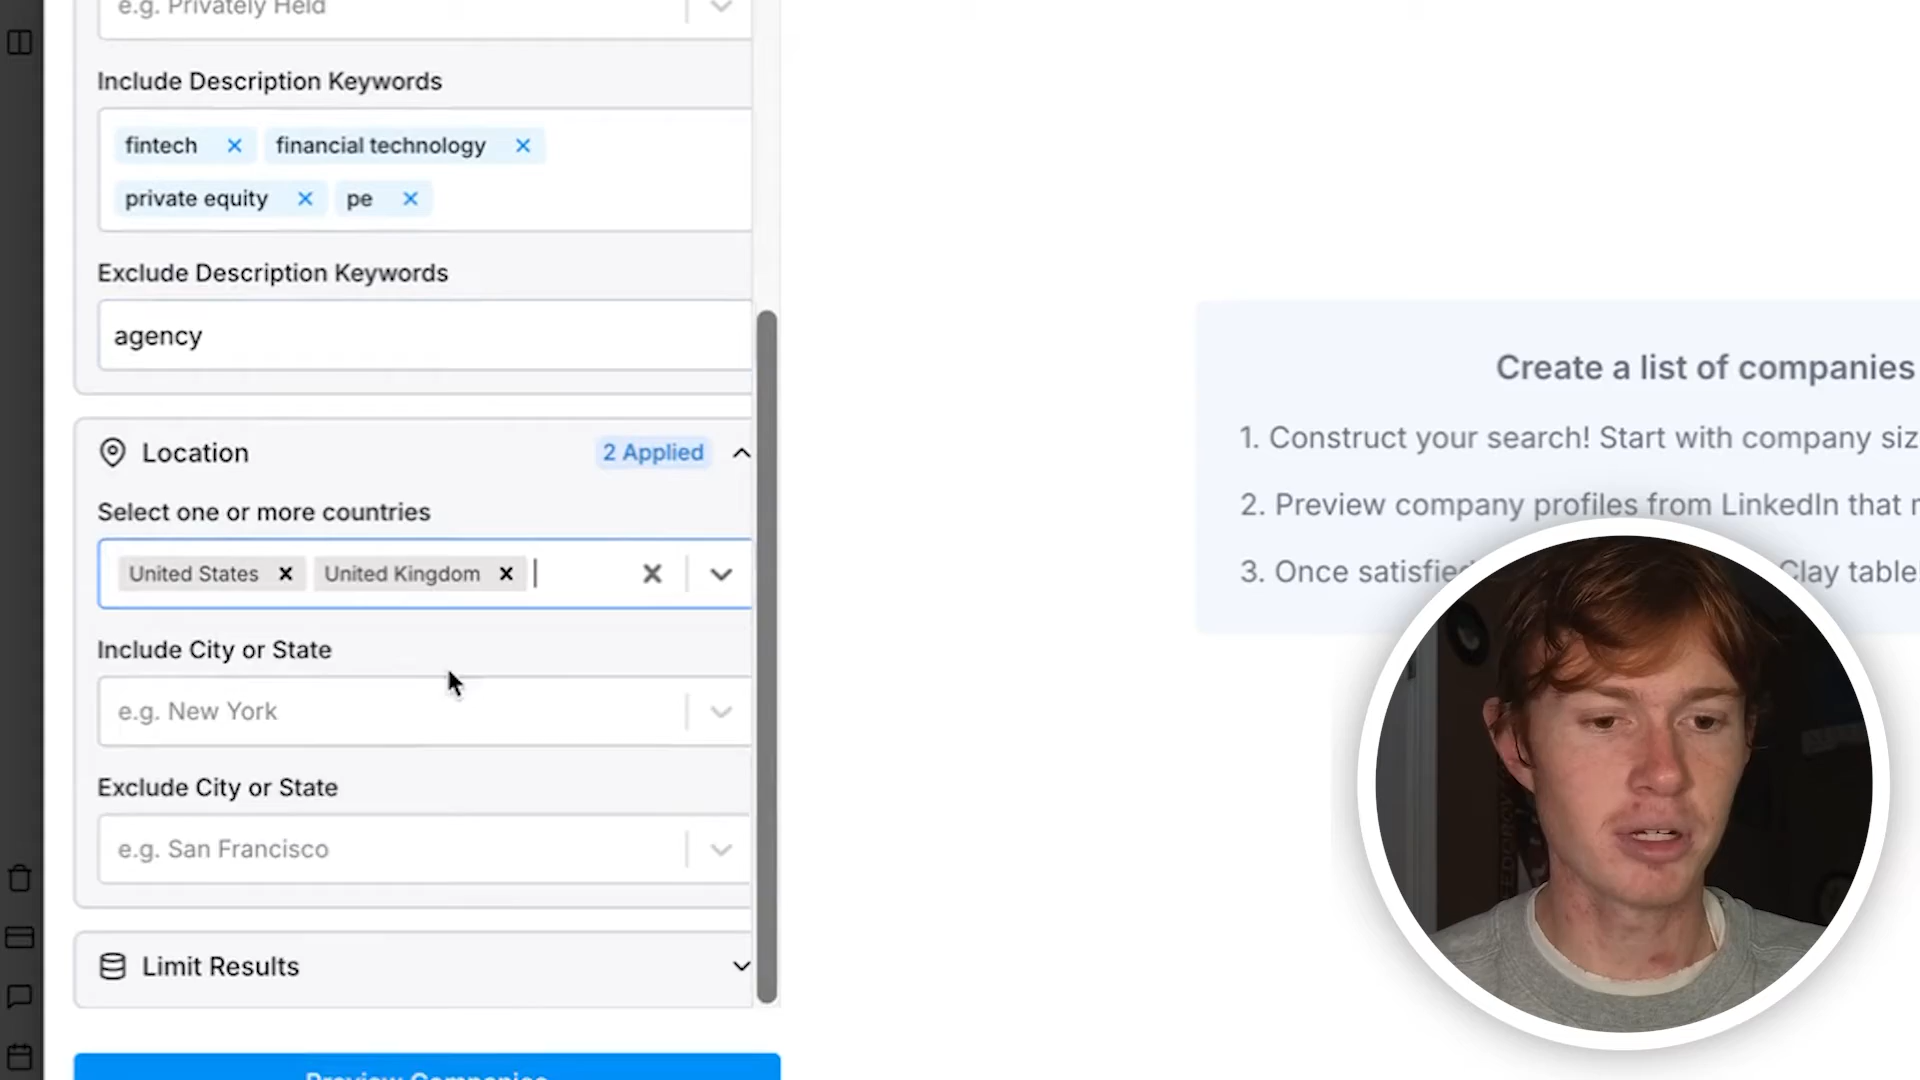 e.g. Privately Held
Include Description Keywords
fintech
financial technology
private equity
pe
Exclude Description Keywords
agency
Location
2 Applied
Select one or more countries
United States
United Kingdom
Include City or State
e.g. New York
Exclude City or State
e.g. San Francisco
Limit Results
Preview Companies
Create a list of companies
1. Construct your search! Start with company siz
2. Preview company profiles from LinkedIn that
3. Once satisfied Clay table